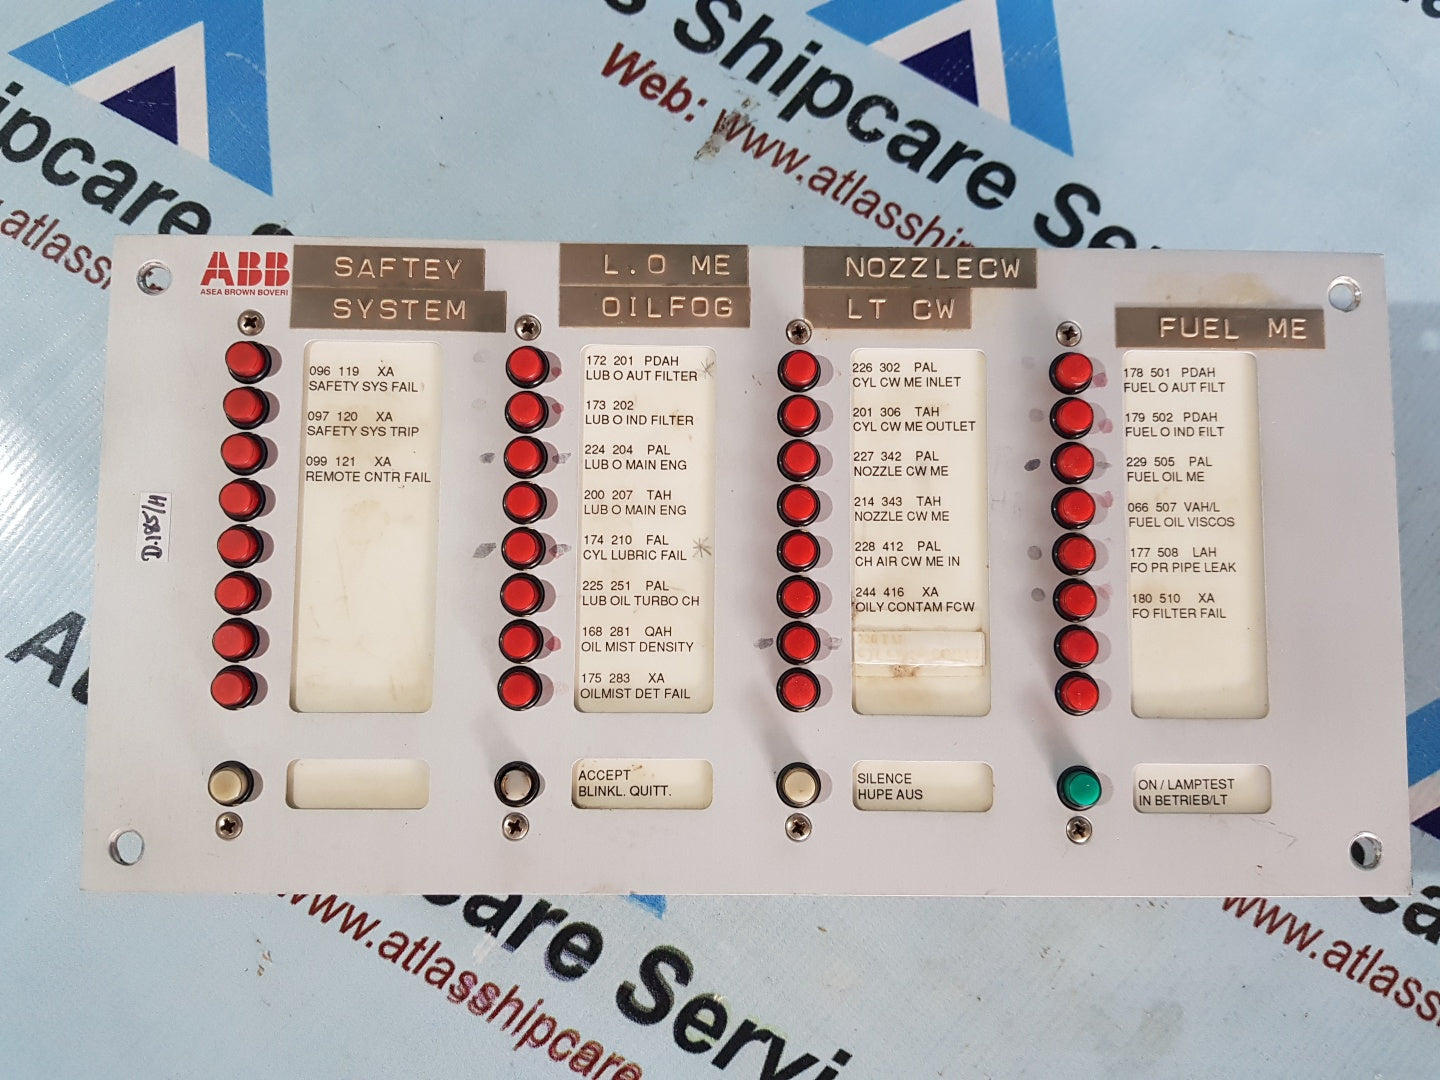 s Shipcare Se
Web: www.atlasship
ipcare S
.atlass
ABB
ASEA BROWN BOVERI
SAFTEY
SYSTEM
096 119 XA
SAFETY SYS FAIL
097 120 XA
SAFETY SYS TRIP
099 121 XA
REMOTE CNTR FAIL
L.O ME
OILFOG
172 201 PDAH
LUB O AUT FILTER
173 202
LUB O IND FILTER
224 204 PAL
LUB O MAIN ENG
200 207 TAH
LUB O MAIN ENG
174 210 FAL
CYL LUBRIC FAIL
225 251 PAL
LUB OIL TURBO CH
168 281 QAH
OIL MIST DENSITY
175 283 XA
OILMIST DET FAIL
ACCEPT
BLINKL. QUITT.
NOZZLECW
LT CW
226 302 PAL
CYL CW ME INLET
201 306 TAH
CYL CW ME OUTLET
227 342 PAL
NOZZLE CW ME
214 343 TAH
NOZZLE CW ME
228 412 PAL
CH AIR CW ME IN
244 416 XA
OILY CONTAM FCW
SILENCE
HUPE AUS
FUEL ME
178 501 PDAH
FUEL O AUT FILT
179 502 PDAH
FUEL O IND FILT
229 505 PAL
FUEL OIL ME
066 507 VAH/L
FUEL OIL VISCOS
177 508 LAH
FO PR PIPE LEAK
180 510 XA
FO FILTER FAIL
ON / LAMPTEST
IN BETRIEB/LT
D.185/H
At
care Servi
www.atlasshipcare
ca
www.atlass